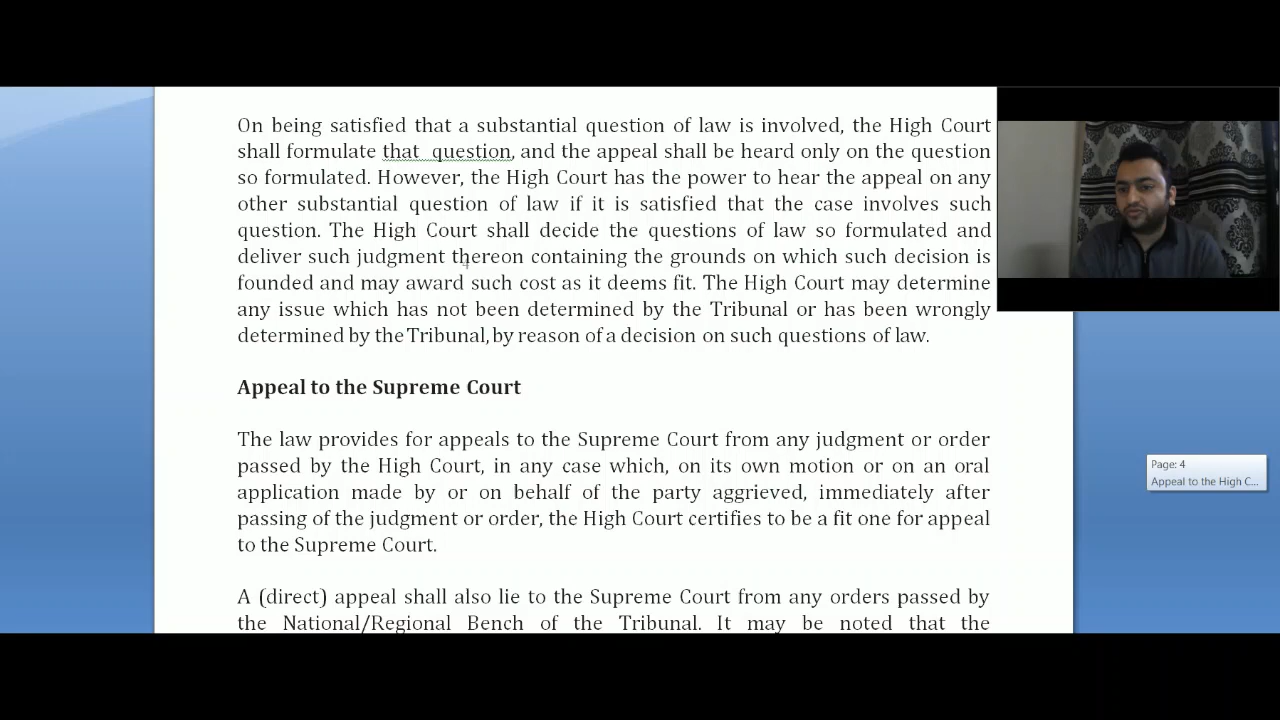 On being satisfied that a substantial question of law is involved, the High Court
shall formulate that question, and the appeal shall be heard only on the question
so formulated. However, the High Court has the power to hear the appeal on any
other substantial question of law if it is satisfied that the case involves such
question. The High Court shall decide the questions of law so formulated and
deliver such judgment thereon containing the grounds on which such decision is
founded and may award such cost as it deems fit. The High Court may determine
any issue which has not been determined by the Tribunal or has been wrongly
determined by the Tribunal, by reason of a decision on such questions of law.
Appeal to the Supreme Court
The law provides for appeals to the Supreme Court from any judgment or order
passed by the High Court, in any case which, on its own motion or on an oral
application made by or on behalf of the party aggrieved, immediately after
passing of the judgment or order, the High Court certifies to be a fit one for appeal
to the Supreme Court.
A (direct) appeal shall also lie to the Supreme Court from any orders passed by
the National/Regional Bench of the Tribunal. It may be noted that the
Page: 4
Appeal to the High C...